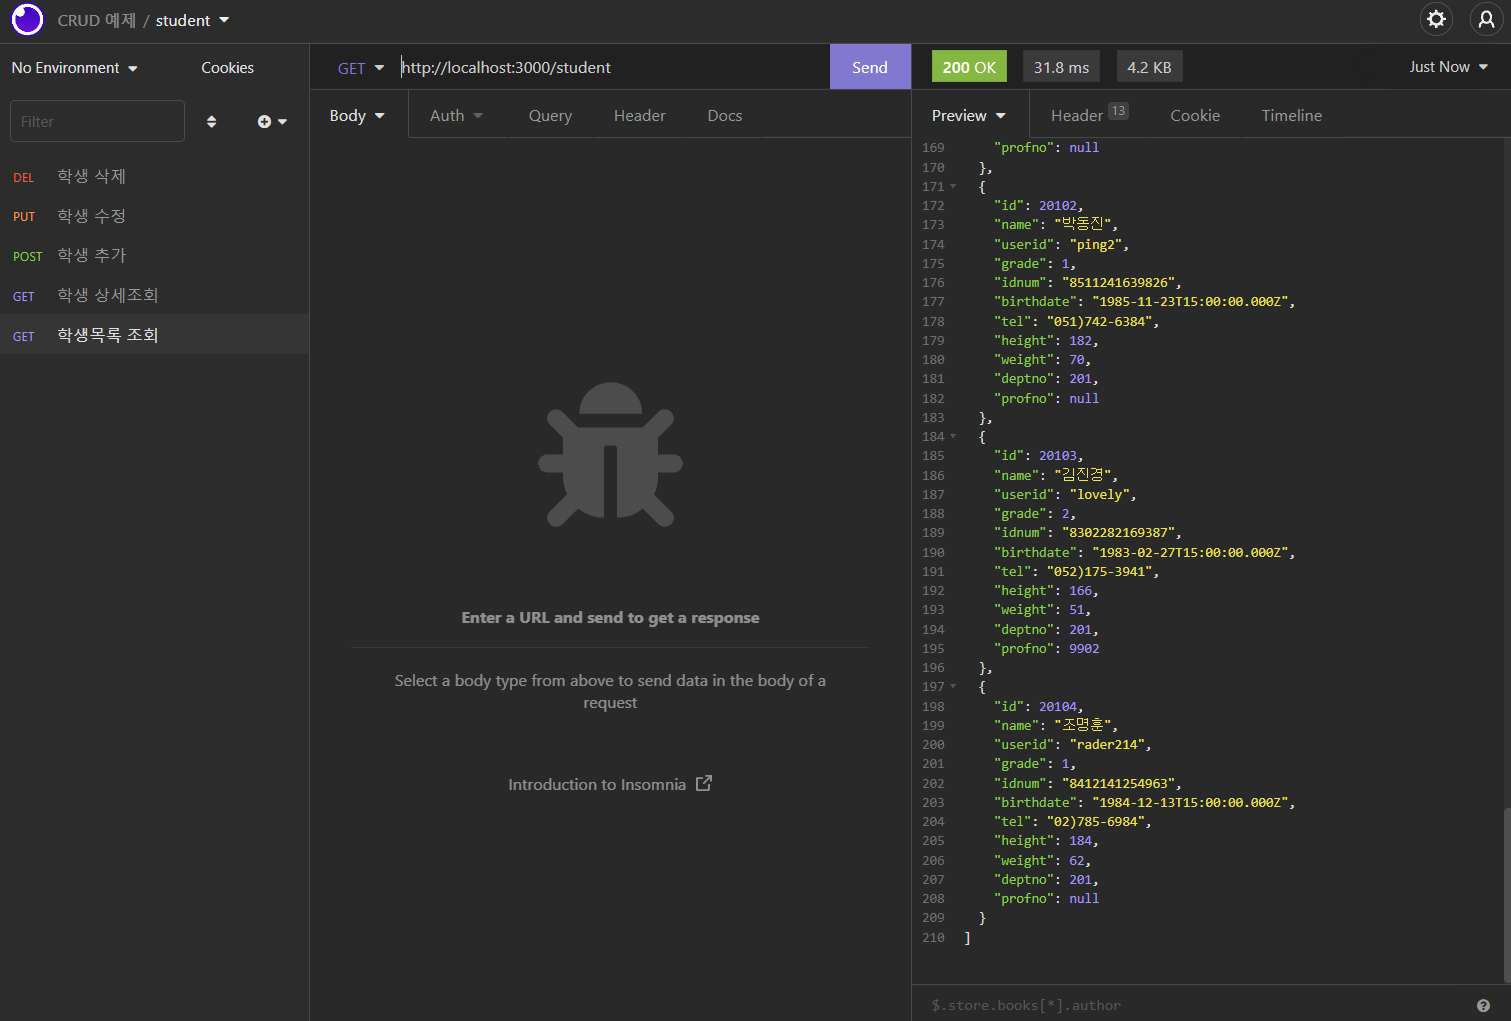 CRUD 예제 / student
No Environment
Cookies
Filter
DEL 학생 삭제
PUT 학생 수정
POST 학생 추가
GET 학생 상세조회
GET 학생목록 조회
GET http://localhost:3000/student
Send
Body
Auth
Query
Header
Docs
Enter a URL and send to get a response
Select a body type from above to send data in the body of a
request
Introduction to Insomnia
200 OK
31.8 ms
4.2 KB
Just Now
Preview
Header 13
Cookie
Timeline
169 "profno": null
170 },
171 {
172 "id": 20102,
173 "name": "박동진",
174 "userid": "ping2",
175 "grade": 1,
176 "idnum": "8511241639826",
177 "birthdate": "1985-11-23T15:00:00.000Z",
178 "tel": "051)742-6384",
179 "height": 182,
180 "weight": 70,
181 "deptno": 201,
182 "profno": null
183 },
184 {
185 "id": 20103,
186 "name": "김진경",
187 "userid": "lovely",
188 "grade": 2,
189 "idnum": "8302282169387",
190 "birthdate": "1983-02-27T15:00:00.000Z",
191 "tel": "052)175-3941",
192 "height": 166,
193 "weight": 51,
194 "deptno": 201,
195 "profno": 9902
196 },
197 {
198 "id": 20104,
199 "name": "조명훈",
200 "userid": "rader214",
201 "grade": 1,
202 "idnum": "8412141254963",
203 "birthdate": "1984-12-13T15:00:00.000Z",
204 "tel": "02)785-6984",
205 "height": 184,
206 "weight": 62,
207 "deptno": 201,
208 "profno": null
209 }
210 ]
$.store.books[*].author